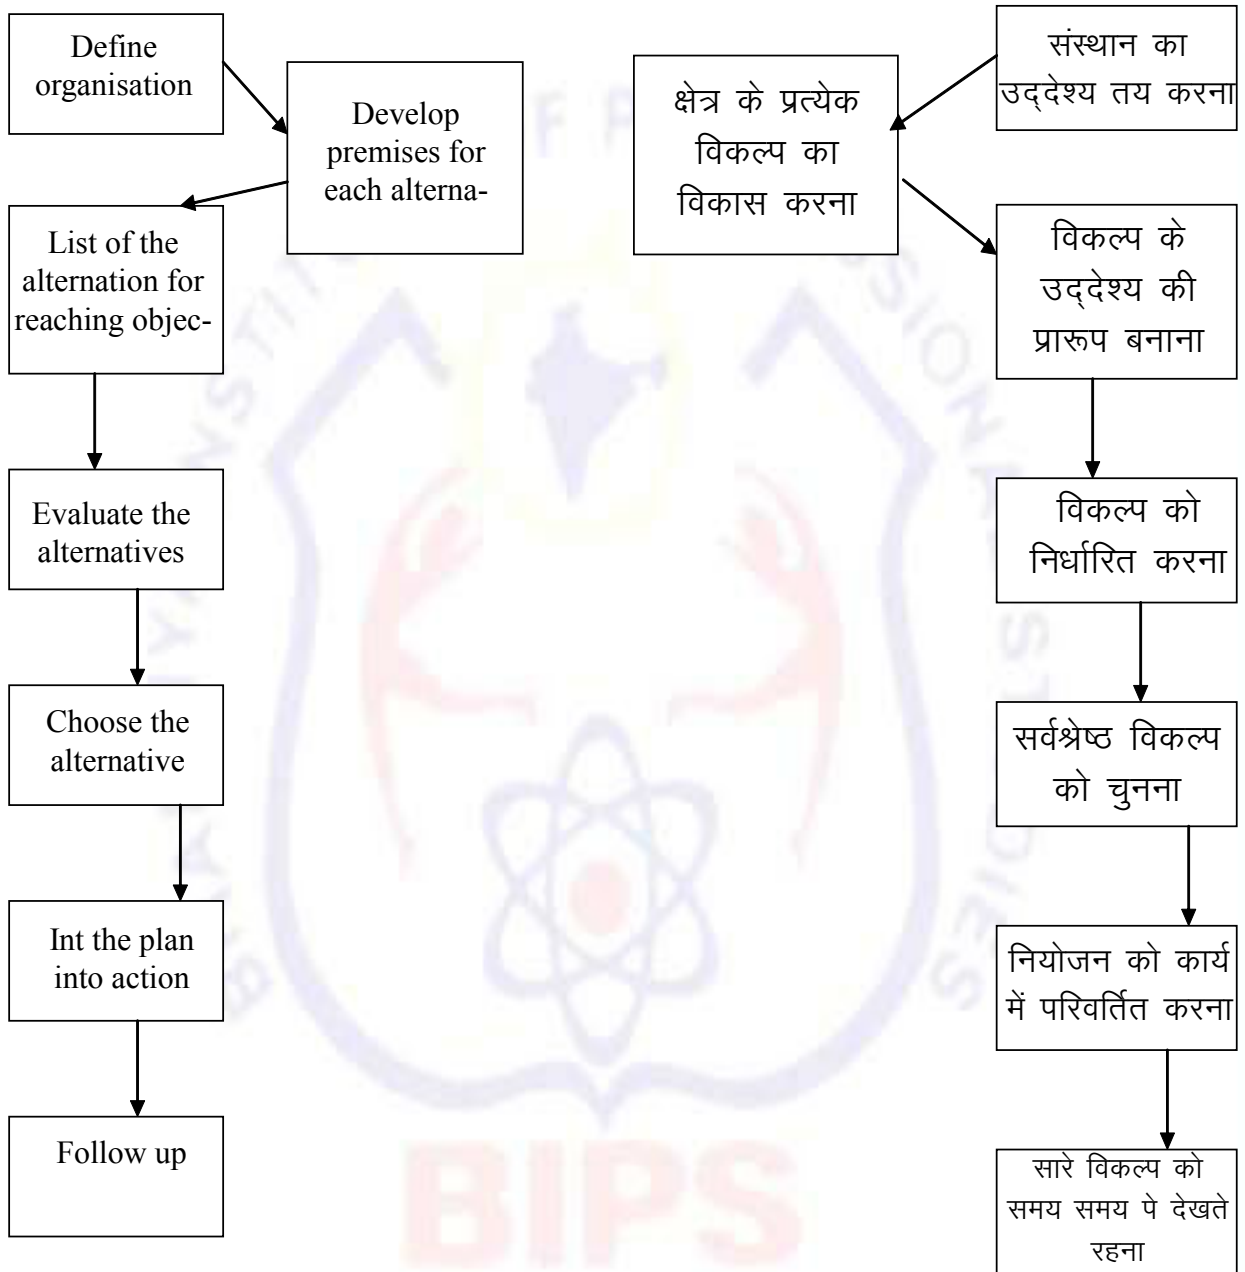 Define
organisation
Develop
premises for
each alterna-
List of the
alternation for
reaching objec-
Evaluate the
alternatives
Choose the
alternative
Int the plan
into action
Follow up
संस्थान का
उद्देश्य तय करना
क्षेत्र के प्रत्येक
विकल्प का
विकास करना
विकल्प के
उद्देश्य की
प्रारूप बनाना
विकल्प को
निर्धारित करना
सर्वश्रेष्ठ विकल्प
को चुनना
नियोजन को कार्य
में परिवर्तित करना
सारे विकल्प को
समय समय पे देखते
रहना
BIPS